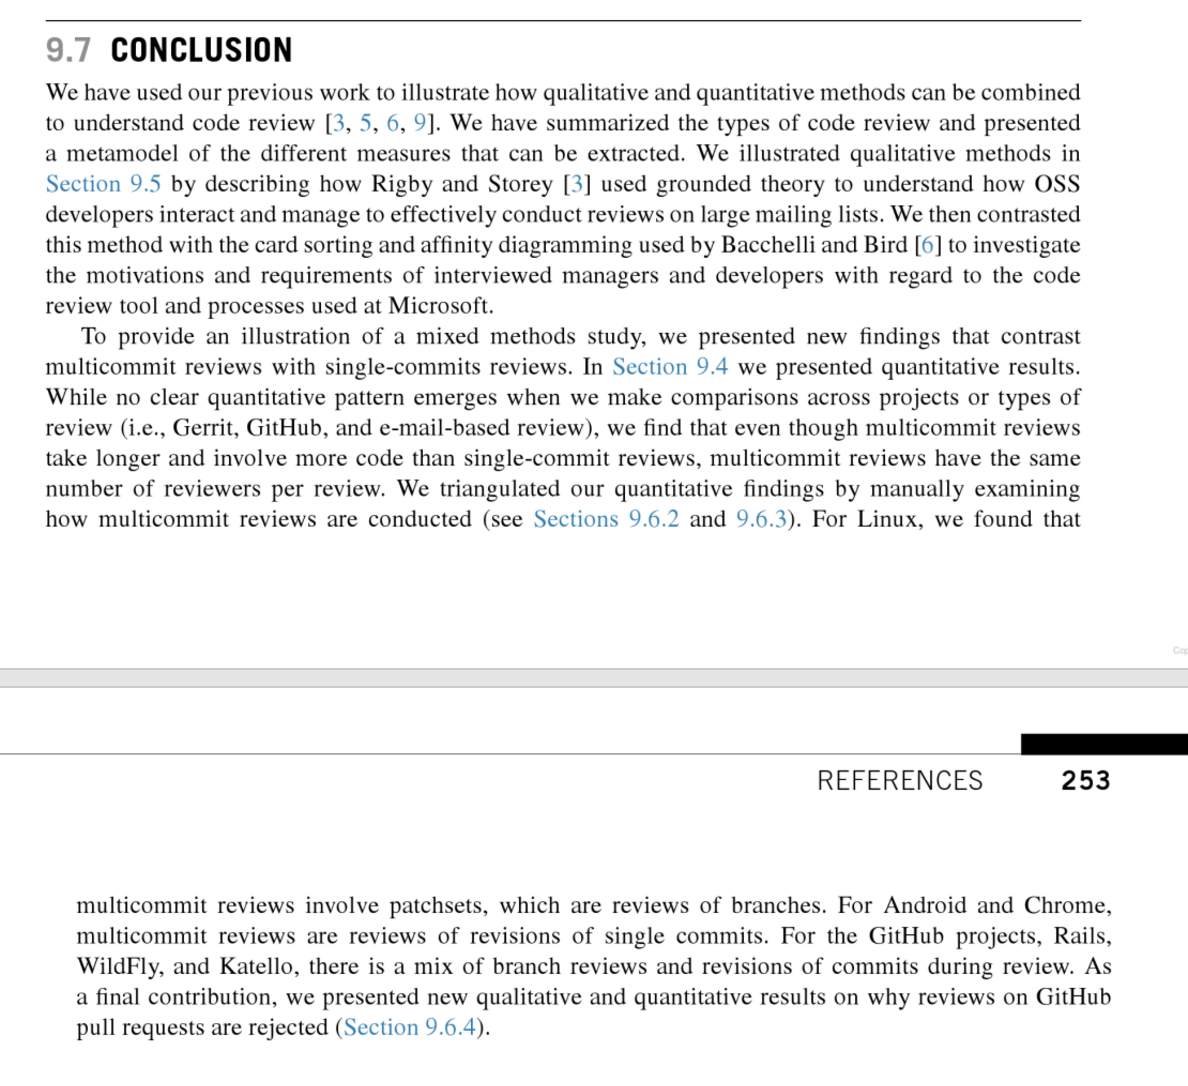 9.7 CONCLUSION
We have used our previous work to illustrate how qualitative and quantitative methods can be combined
to understand code review [3, 5, 6, 9]. We have summarized the types of code review and presented
a metamodel of the different measures that can be extracted. We illustrated qualitative methods in
Section 9.5 by describing how Rigby and Storey [3] used grounded theory to understand how OSS
developers interact and manage to effectively conduct reviews on large mailing lists. We then contrasted
this method with the card sorting and affinity diagramming used by Bacchelli and Bird [6] to investigate
the motivations and requirements of interviewed managers and developers with regard to the code
review tool and processes used at Microsoft.
To provide an illustration of a mixed methods study, we presented new findings that contrast
multicommit reviews with single-commits reviews. In Section 9.4 we presented quantitative results.
While no clear quantitative pattern emerges when we make comparisons across projects or types of
review (i.e., Gerrit, GitHub, and e-mail-based review), we find that even though multicommit reviews
take longer and involve more code than single-commit reviews, multicommit reviews have the same
number of reviewers per review. We triangulated our quantitative findings by manually examining
how multicommit reviews are conducted (see Sections 9.6.2 and 9.6.3). For Linux, we found that
Cop
REFERENCES 253
multicommit reviews involve patchsets, which are reviews of branches. For Android and Chrome,
multicommit reviews are reviews of revisions of single commits. For the GitHub projects, Rails,
WildFly, and Katello, there is a mix of branch reviews and revisions of commits during review. As
a final contribution, we presented new qualitative and quantitative results on why reviews on GitHub
pull requests are rejected (Section 9.6.4).